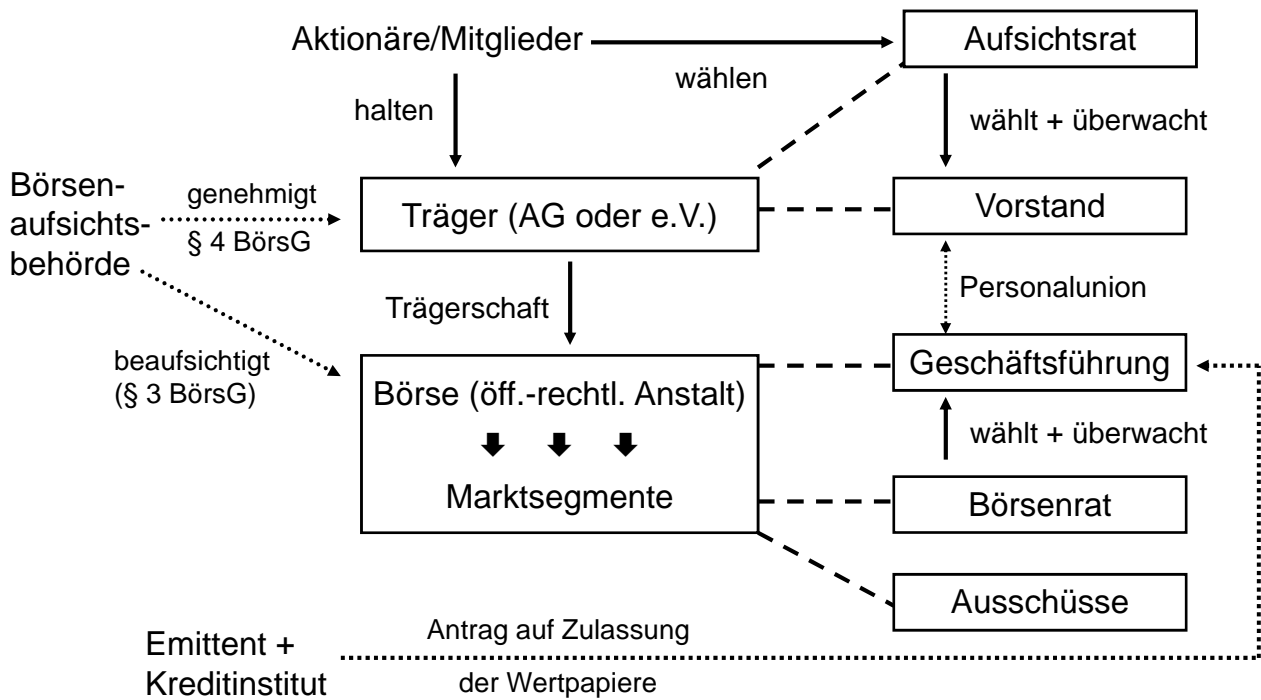 Aktionäre/Mitglieder
Aufsichtsrat
wählen
halten
wählt + überwacht
Börsen-
aufsichts-
behörde
genehmigt
§ 4 BörsG
Träger (AG oder e.V.)
Vorstand
Trägerschaft
Personalunion
beaufsichtigt
(§ 3 BörsG)
Börse (öff.-rechtl. Anstalt)
Marktsegmente
Geschäftsführung
wählt + überwacht
Börsenrat
Ausschüsse
Emittent +
Kreditinstitut
Antrag auf Zulassung
der Wertpapiere